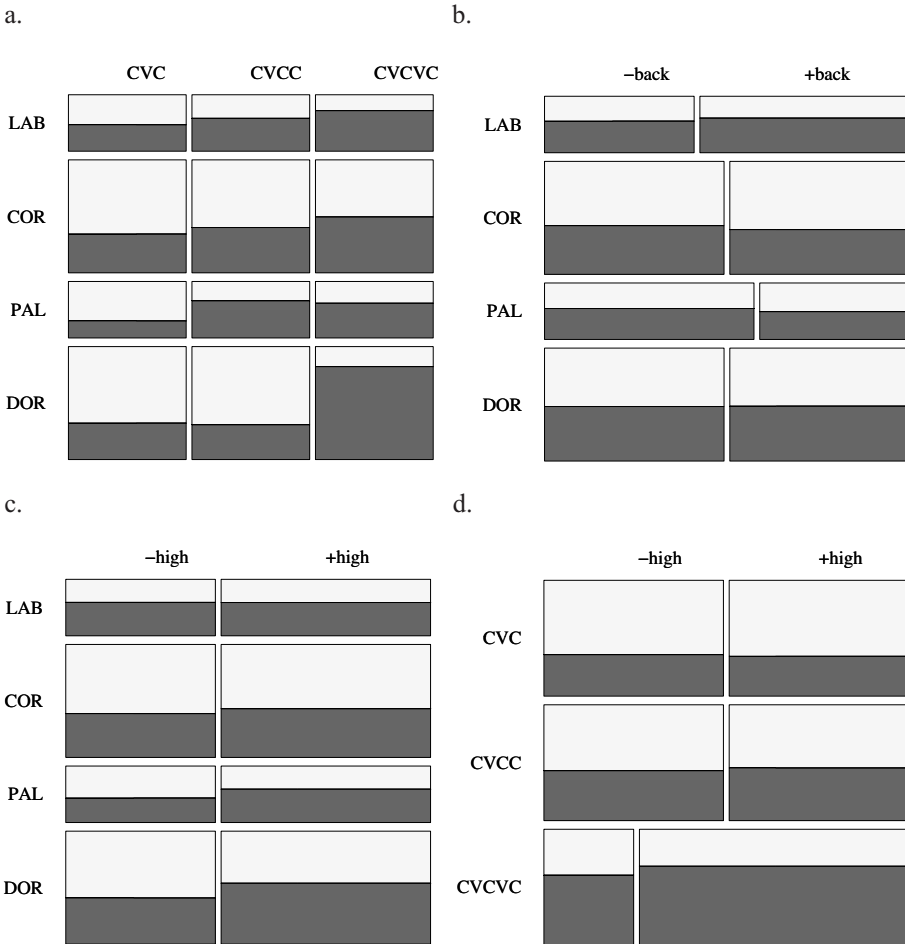 a.
CVC CVCC CVCVC
LAB
COR
PAL
DOR
b.
−back +back
LAB
COR
PAL
DOR
c.
−high +high
LAB
COR
PAL
DOR
d.
−high +high
CVC
CVCC
CVCVC